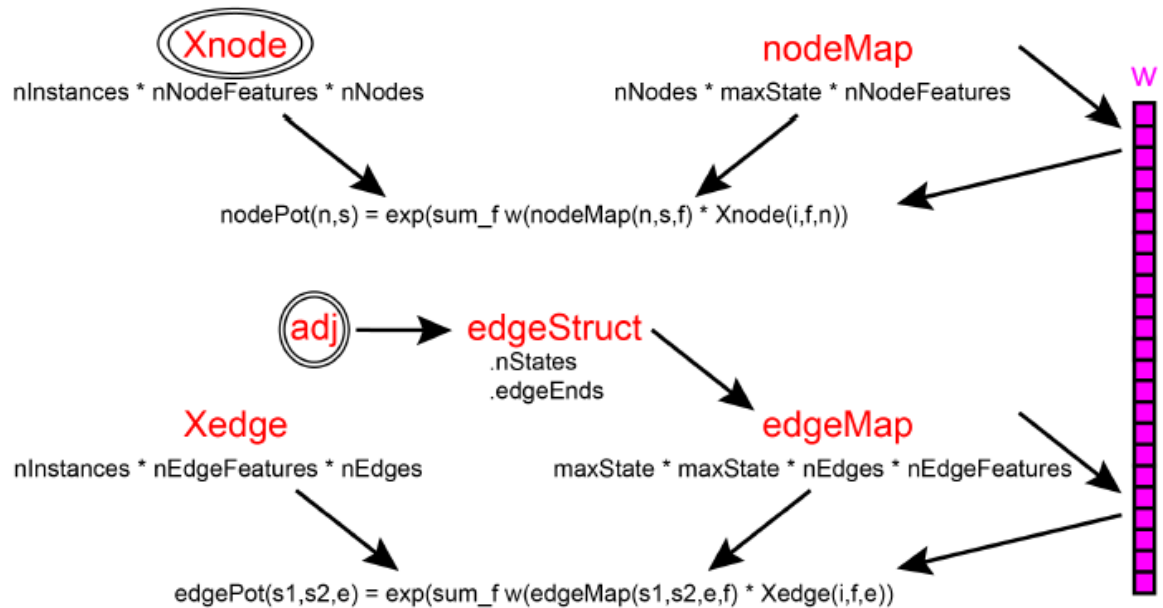 Xnode
nInstances * nNodeFeatures * nNodes
nodeMap
nNodes * maxState * nNodeFeatures
w
nodePot(n,s) = exp(sum_f w(nodeMap(n,s,f) * Xnode(i,f,n))
adj
edgeStruct
.nStates
.edgeEnds
Xedge
nInstances * nEdgeFeatures * nEdges
edgeMap
maxState * maxState * nEdges * nEdgeFeatures
edgePot(s1,s2,e) = exp(sum_f w(edgeMap(s1,s2,e,f) * Xedge(i,f,e))